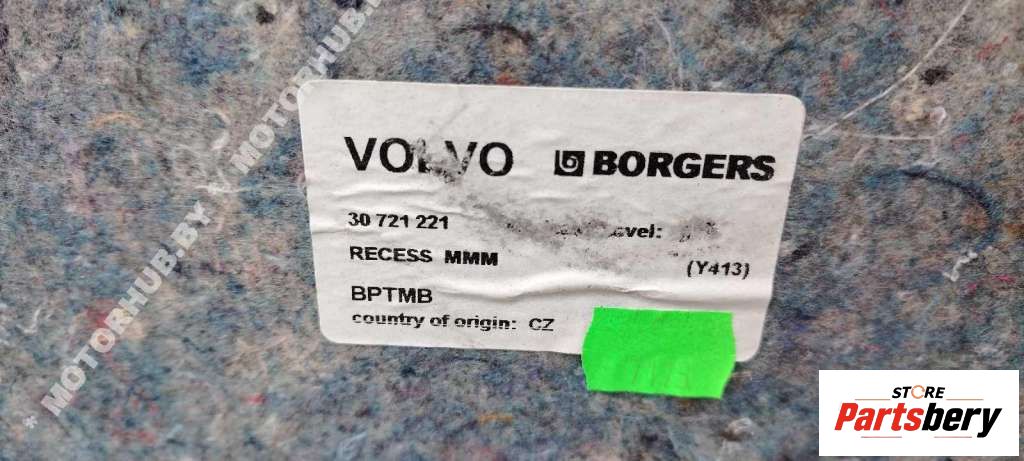 VOLVO BORGERS
30 721 221 level:
RECESS MMM (Y413)
BPTMB
country of origin: CZ
* MOTORHUB.BY * MOTORHUB.BY
STORE
Partsbery